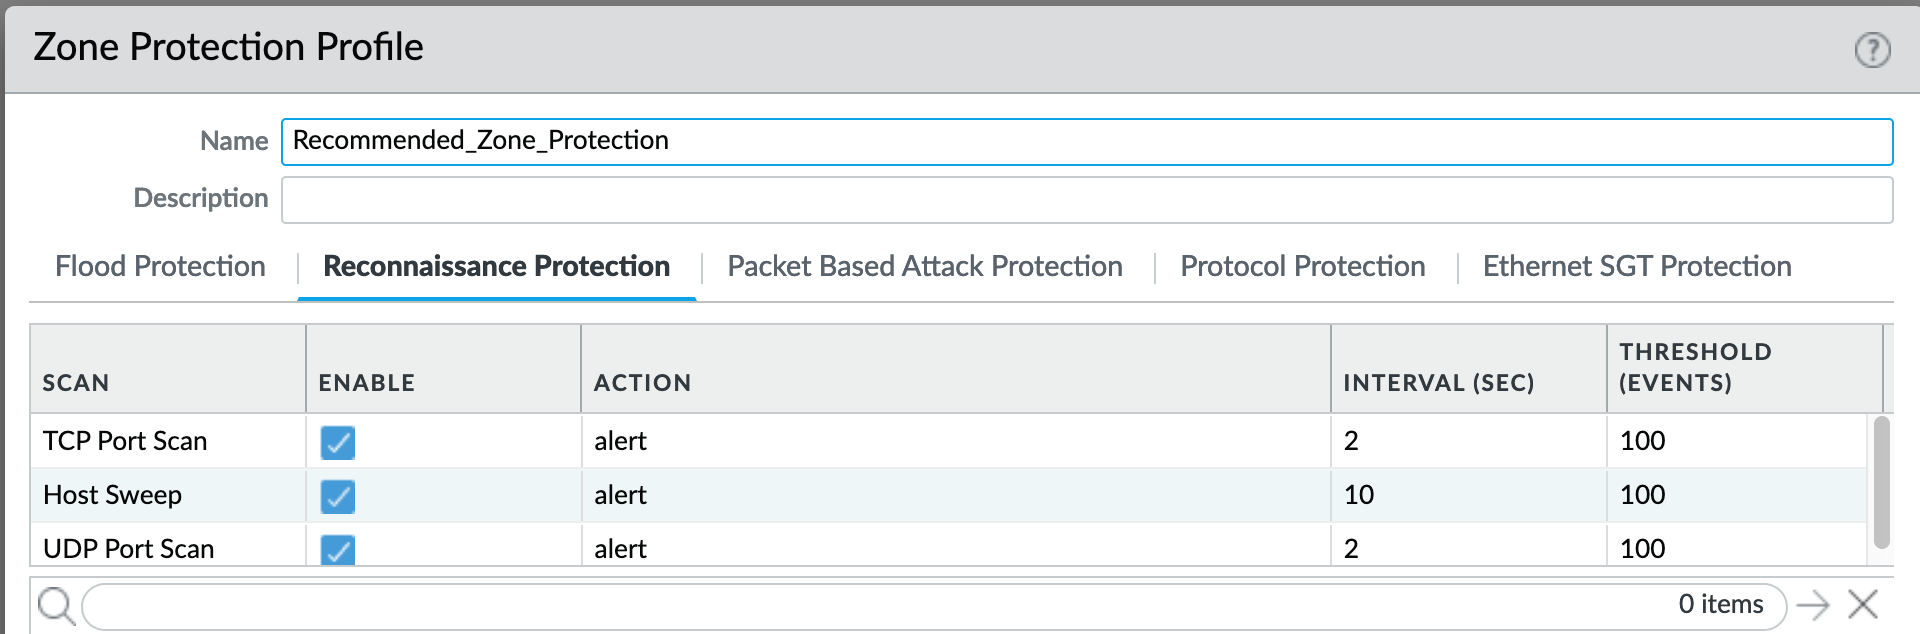 Zone Protection Profile
?
Name Recommended_Zone_Protection
Description
Flood Protection Reconnaissance Protection Packet Based Attack Protection Protocol Protection Ethernet SGT Protection
SCAN ENABLE ACTION INTERVAL (SEC) THRESHOLD (EVENTS)
TCP Port Scan alert 2 100
Host Sweep alert 10 100
UDP Port Scan alert 2 100
0 items